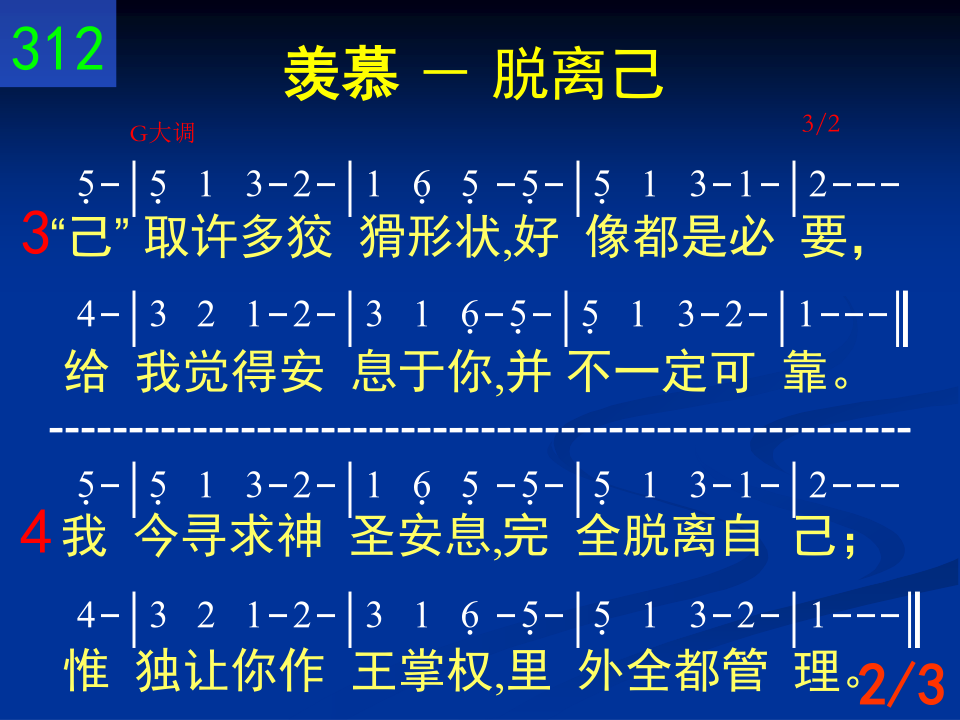 312
羡慕 － 脱离己
G大调 3/2
5̣-|5̣ 1 3-2-|1 6̣ 5̣ -5̣-|5̣ 1 3-1-|2---
3“己” 取许多狡 猾形状,好 像都是必 要,
4-|3 2 1-2-|3 1 6̣-5̣-|5̣ 1 3-2-|1---‖
给 我觉得安 息于你,并 不一定可 靠。
------------------------------------------------------
5̣-|5̣ 1 3-2-|1 6̣ 5̣ -5̣-|5̣ 1 3-1-|2---
4 我 今寻求神 圣安息,完 全脱离自 己；
4-|3 2 1-2-|3 1 6̣ -5̣-|5̣ 1 3-2-|1---‖
惟 独让你作 王掌权,里 外全都管 理。
2/3